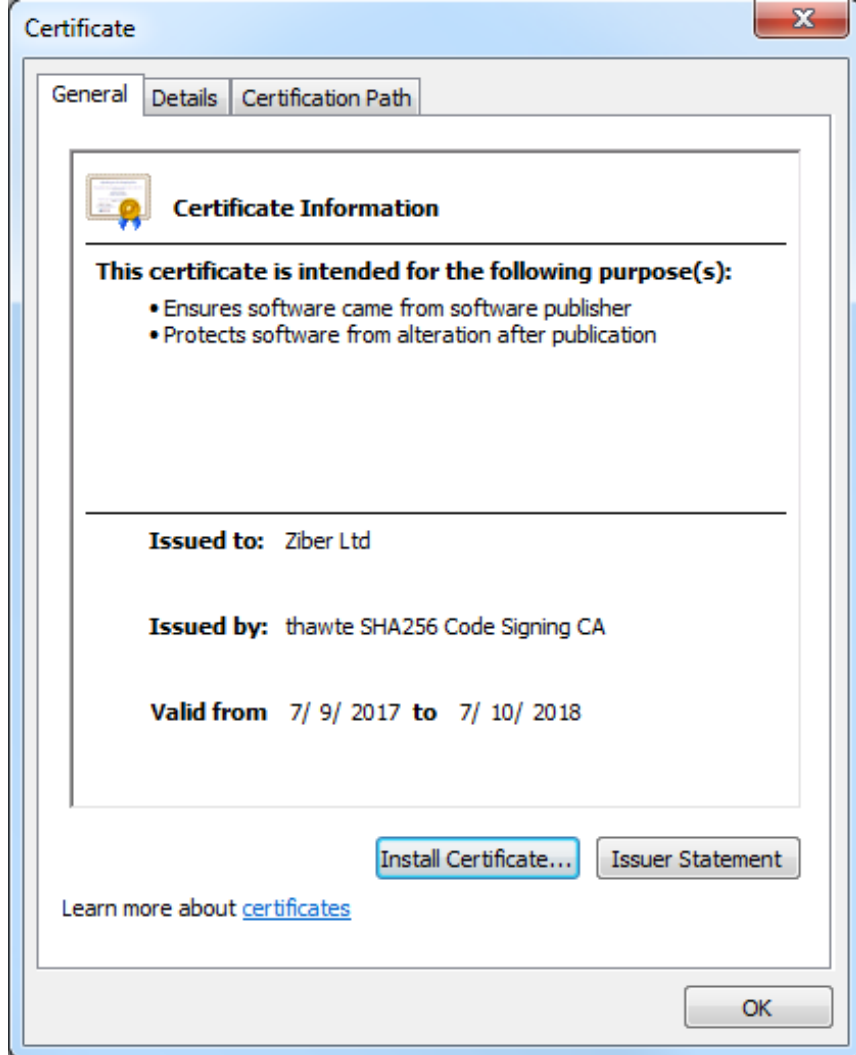 Certificate
General
Details
Certification Path
Certificate Information
This certificate is intended for the following purpose(s):
• Ensures software came from software publisher
• Protects software from alteration after publication
Issued to: Ziber Ltd
Issued by: thawte SHA256 Code Signing CA
Valid from 7/ 9/ 2017 to 7/ 10/ 2018
Install Certificate...
Issuer Statement
Learn more about certificates
OK